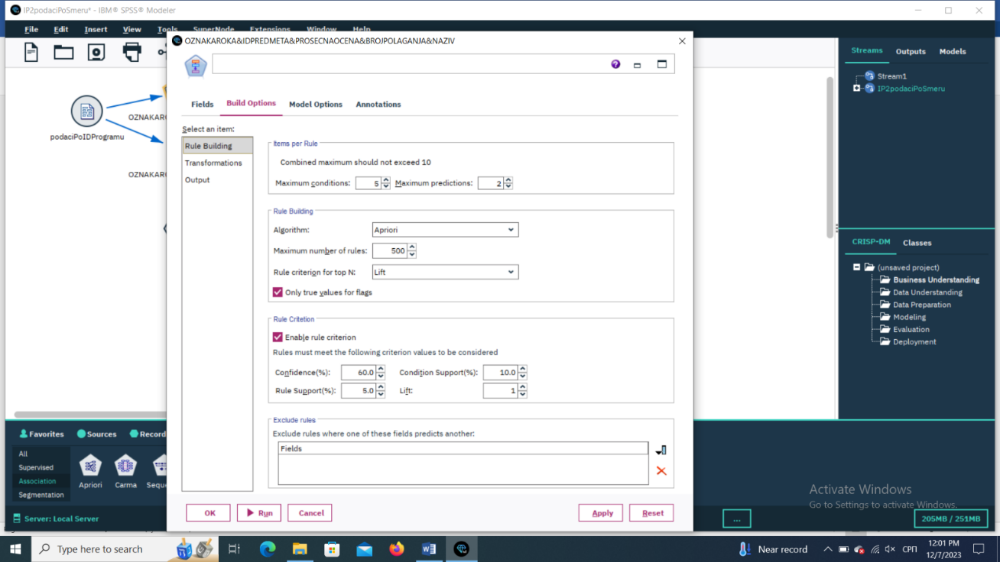 IP2podaciPoSmeru* - IBM® SPSS® Modeler
File Edit Insert View Tools SuperNode Extensions Window Help
OZNAKAROKA&IDPREDMETA&PROSECNAOCENA&BROJPOLAGANJA&NAZIV
Streams Outputs Models
Stream1
IP2podaciPoSmeru
Fields Build Options Model Options Annotations
OZNAKAR
podaciPoIDProgramu
OZNAKAR
Select an item:
Rule Building
Transformations
Output
Items per Rule
Combined maximum should not exceed 10
Maximum conditions: 5 Maximum predictions: 2
Rule Building
Algorithm: Apriori
Maximum number of rules: 500
Rule criterion for top N: Lift
Only true values for flags
Rule Critetion
Enable rule criterion
Rules must meet the following criterion values to be considered
Confidence(%): 60.0 Condition Support(%): 10.0
Rule Support(%): 5.0 Lift: 1
Exclude rules
Exclude rules where one of these fields predicts another:
Fields
OK Run Cancel Apply Reset
CRISP-DM Classes
(unsaved project)
Business Understanding
Data Understanding
Data Preparation
Modeling
Evaluation
Deployment
Favorites Sources Record
All
Supervised
Association
Segmentation
Apriori Carma Sequ
Server: Local Server
...
205MB / 251MB
Activate Windows
Go to Settings to activate Windows.
Type here to search
Near record
СРП
12:01 PM
12/7/2023